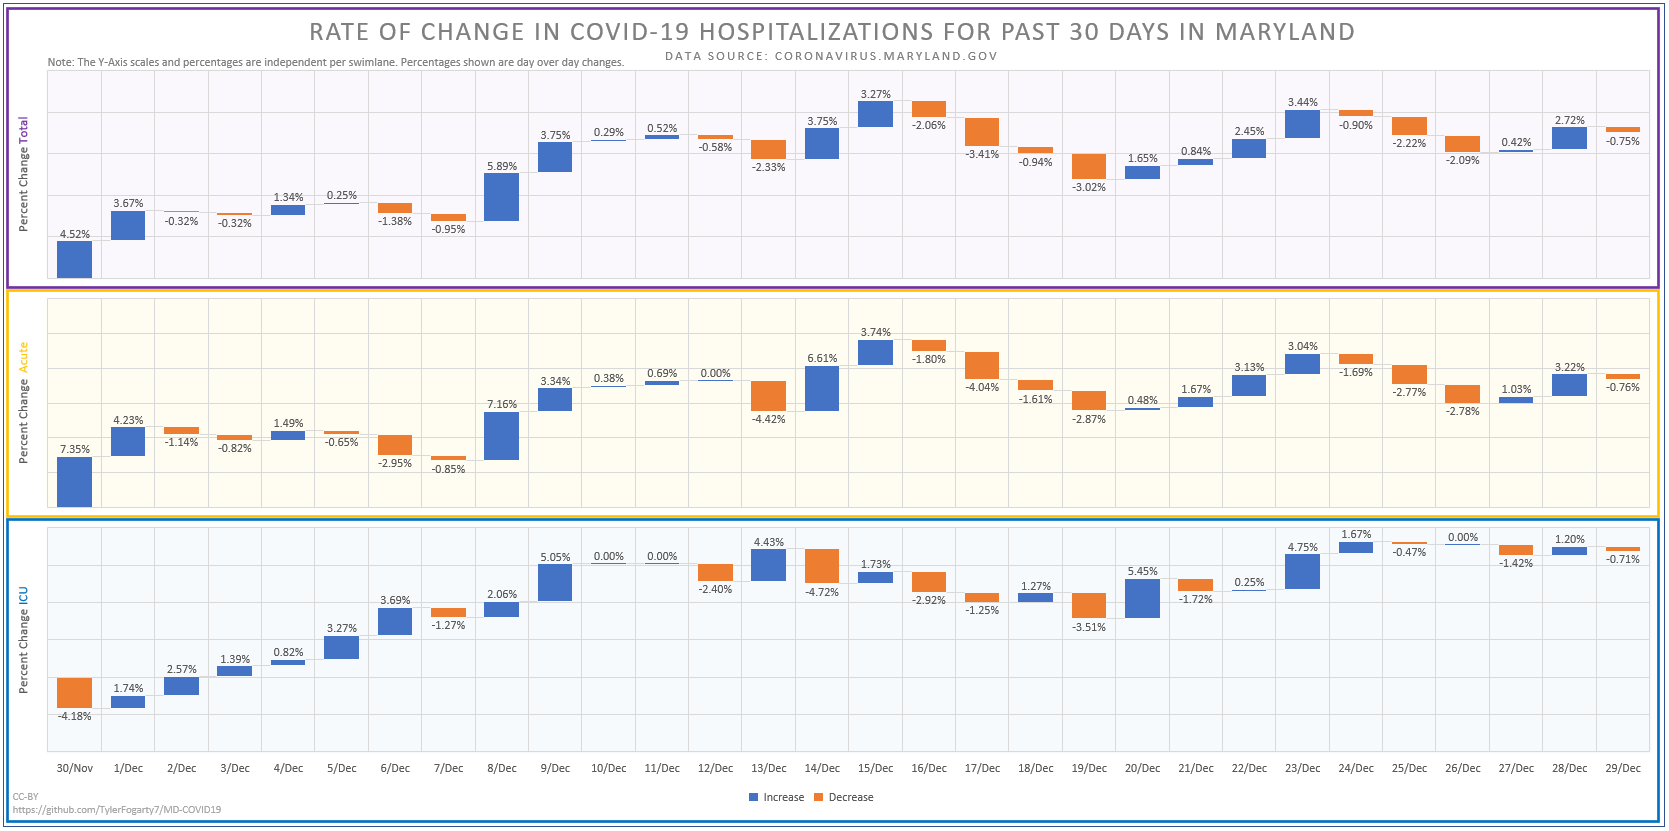 RATE OF CHANGE IN COVID-19 HOSPITALIZATIONS FOR PAST 30 DAYS IN MARYLAND
DATA SOURCE: CORONAVIRUS.MARYLAND.GOV
Note: The Y-Axis scales and percentages are independent per swimlane. Percentages shown are day over day changes.
Percent Change Total
4.52% 3.67% -0.32% -0.32% 1.34% 0.25% -1.38% -0.95% 5.89% 3.75% 0.29% 0.52% -0.58% -2.33% 3.75% 3.27% -2.06% -3.41% -0.94% -3.02% 1.65% 0.84% 2.45% 3.44% -0.90% -2.22% -2.09% 0.42% 2.72% -0.75%
Percent Change Acute
7.35% 4.23% -1.14% -0.82% 1.49% -0.65% -2.95% -0.85% 7.16% 3.34% 0.38% 0.69% 0.00% -4.42% 6.61% 3.74% -1.80% -4.04% -1.61% -2.87% 0.48% 1.67% 3.13% 3.04% -1.69% -2.77% -2.78% 1.03% 3.22% -0.76%
Percent Change ICU
-4.18% 1.74% 2.57% 1.39% 0.82% 3.27% 3.69% -1.27% 2.06% 5.05% 0.00% 0.00% -2.40% 4.43% -4.72% 1.73% -2.92% -1.25% 1.27% -3.51% 5.45% -1.72% 0.25% 4.75% 1.67% -0.47% 0.00% -1.42% 1.20% -0.71%
30/Nov 1/Dec 2/Dec 3/Dec 4/Dec 5/Dec 6/Dec 7/Dec 8/Dec 9/Dec 10/Dec 11/Dec 12/Dec 13/Dec 14/Dec 15/Dec 16/Dec 17/Dec 18/Dec 19/Dec 20/Dec 21/Dec 22/Dec 23/Dec 24/Dec 25/Dec 26/Dec 27/Dec 28/Dec 29/Dec
Increase Decrease
CC-BY
https://github.com/TylerFogarty7/MD-COVID19